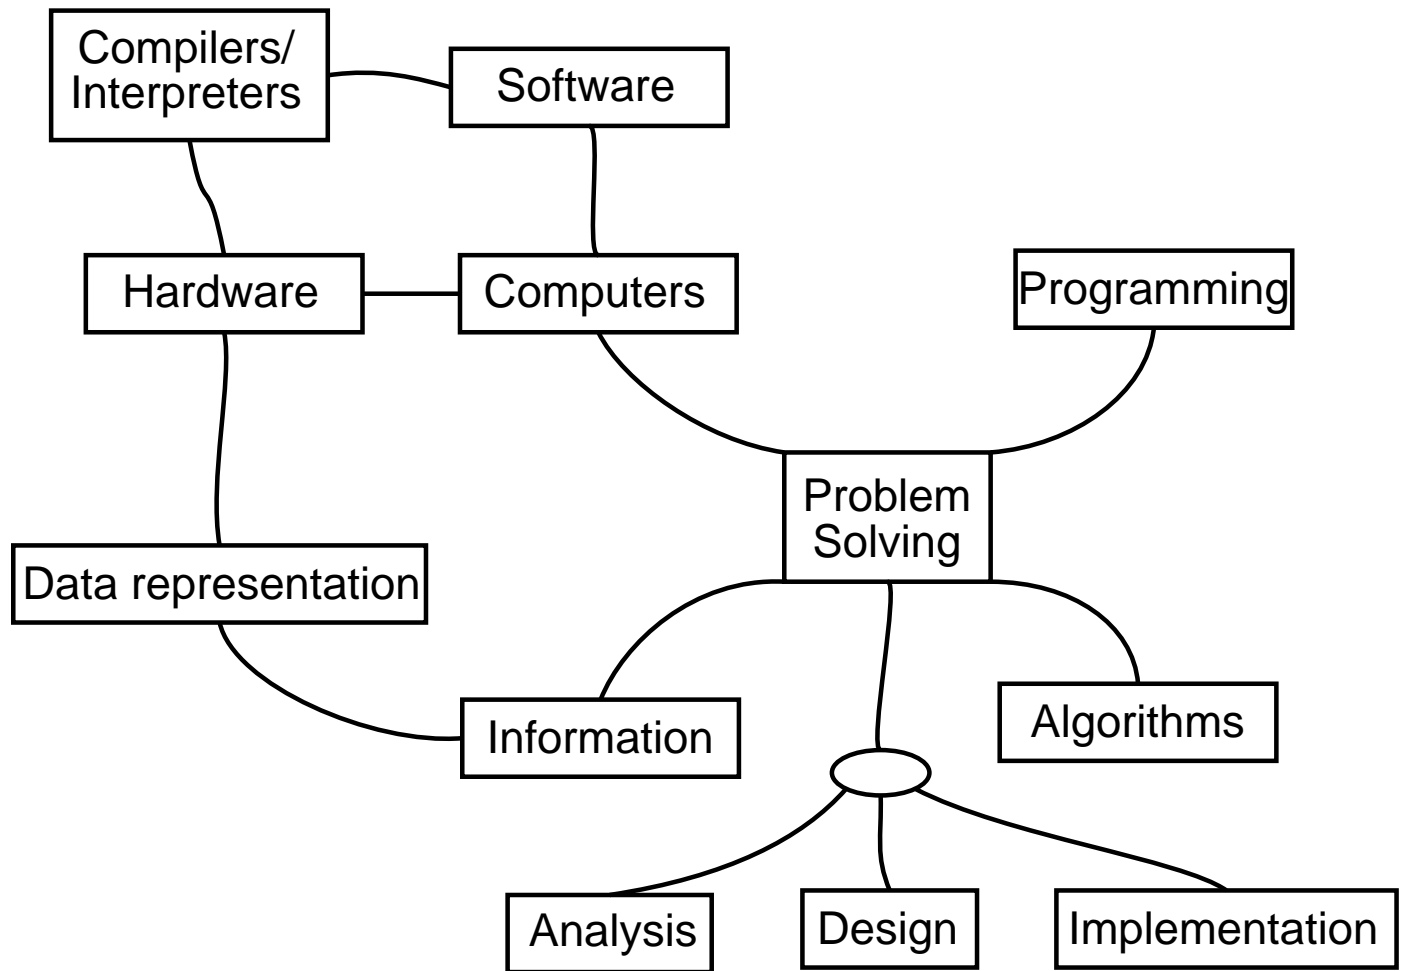 Compilers/
Interpreters
Software
Hardware
Computers
Programming
Problem
Solving
Data representation
Information
Algorithms
Analysis
Design
Implementation